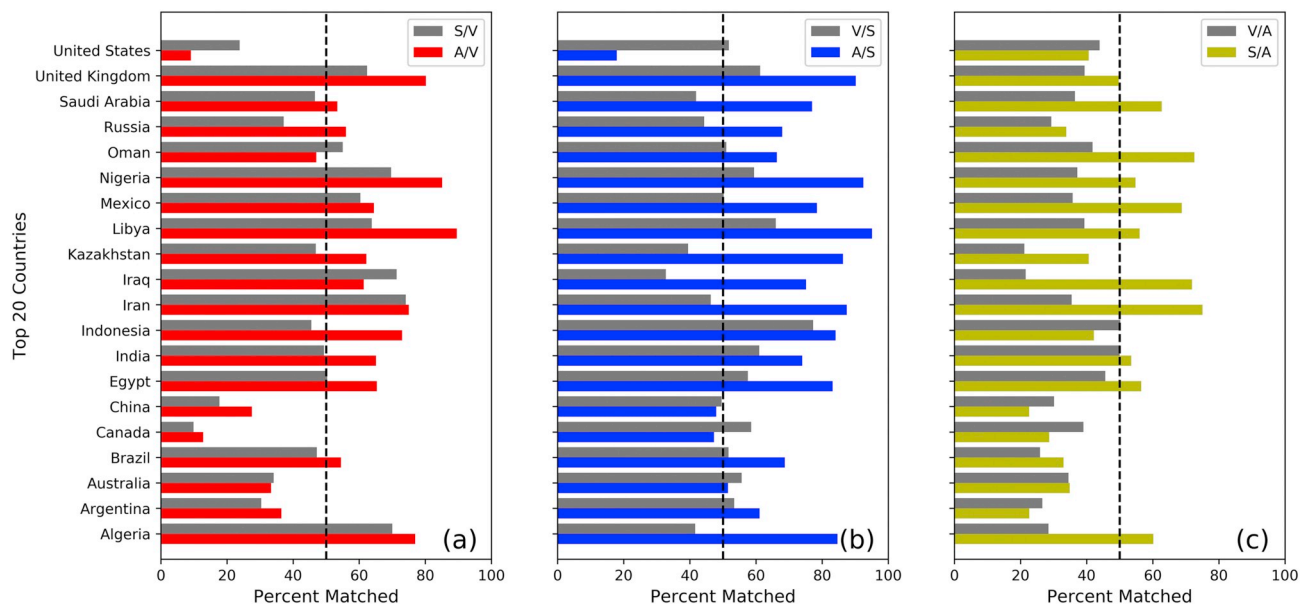 S/V
A/V
V/S
A/S
V/A
S/A
United States
United Kingdom
Saudi Arabia
Russia
Oman
Nigeria
Mexico
Libya
Kazakhstan
Iraq
Iran
Indonesia
India
Egypt
China
Canada
Brazil
Australia
Argentina
Algeria
Top 20 Countries
(a)
(b)
(c)
0 20 40 60 80 100
0 20 40 60 80 100
0 20 40 60 80 100
Percent Matched
Percent Matched
Percent Matched